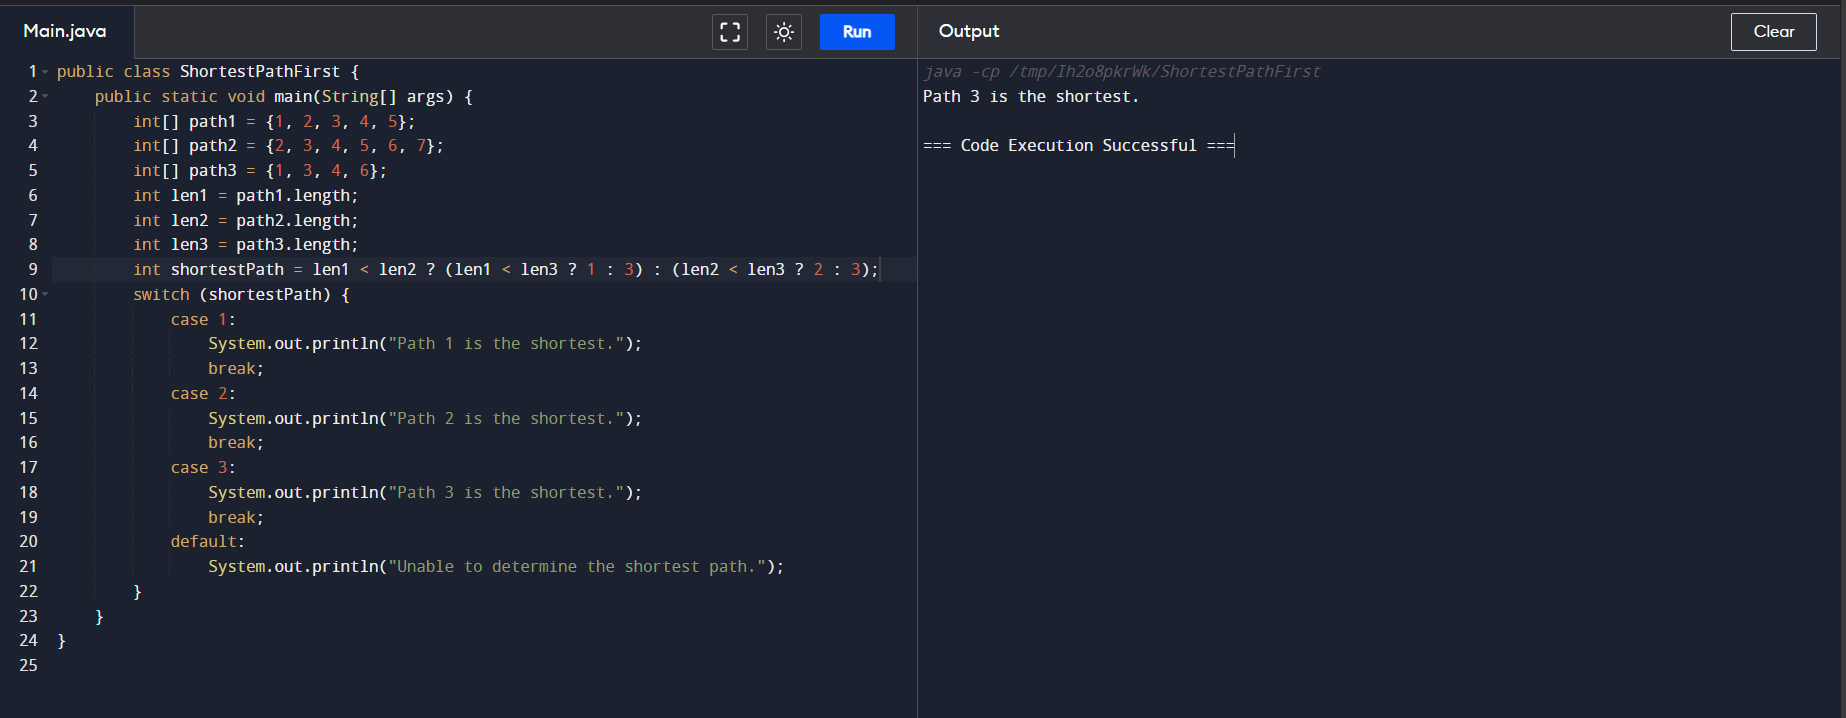 Main.java
Run
1 public class ShortestPathFirst {
2     public static void main(String[] args) {
3         int[] path1 = {1, 2, 3, 4, 5};
4         int[] path2 = {2, 3, 4, 5, 6, 7};
5         int[] path3 = {1, 3, 4, 6};
6         int len1 = path1.length;
7         int len2 = path2.length;
8         int len3 = path3.length;
9         int shortestPath = len1 < len2 ? (len1 < len3 ? 1 : 3) : (len2 < len3 ? 2 : 3);
10         switch (shortestPath) {
11             case 1:
12                 System.out.println("Path 1 is the shortest.");
13                 break;
14             case 2:
15                 System.out.println("Path 2 is the shortest.");
16                 break;
17             case 3:
18                 System.out.println("Path 3 is the shortest.");
19                 break;
20             default:
21                 System.out.println("Unable to determine the shortest path.");
22         }
23     }
24 }
25
Output
Clear
java -cp /tmp/Ih2o8pkrWk/ShortestPathFirst
Path 3 is the shortest.
=== Code Execution Successful ===